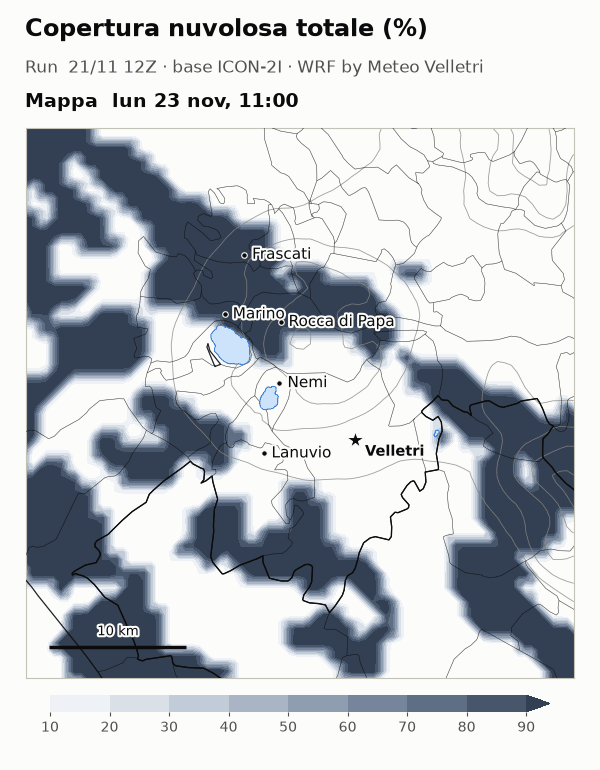 Copertura nuvolosa totale (%)
Run  21/11 12Z · base ICON-2I · WRF by Meteo Velletri
Mappa  lun 23 nov, 11:00
Frascati
Marino
Rocca di Papa
Nemi
Velletri
Lanuvio
10 km
10 20 30 40 50 60 70 80 90